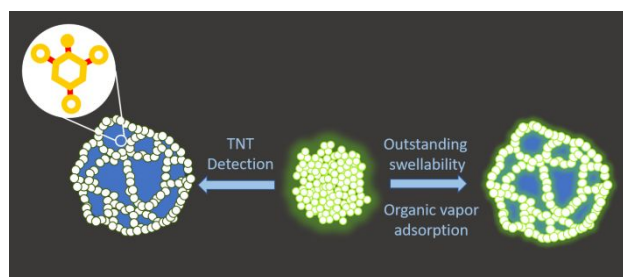 TNT
Detection
Outstanding
swellability
Organic vapor
adsorption